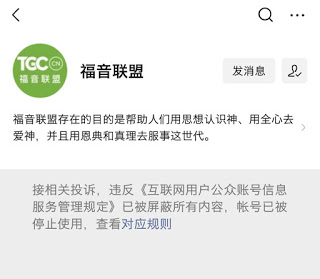 TGC CN
福音联盟
福音联盟
发消息
福音联盟存在的目的是帮助人们用思想认识神、用全心去
爱神，并且用恩典和真理去服事这世代。
接相关投诉，违反《互联网用户公众账号信息
服务管理规定》已被屏蔽所有内容，帐号已被
停止使用，查看对应规则